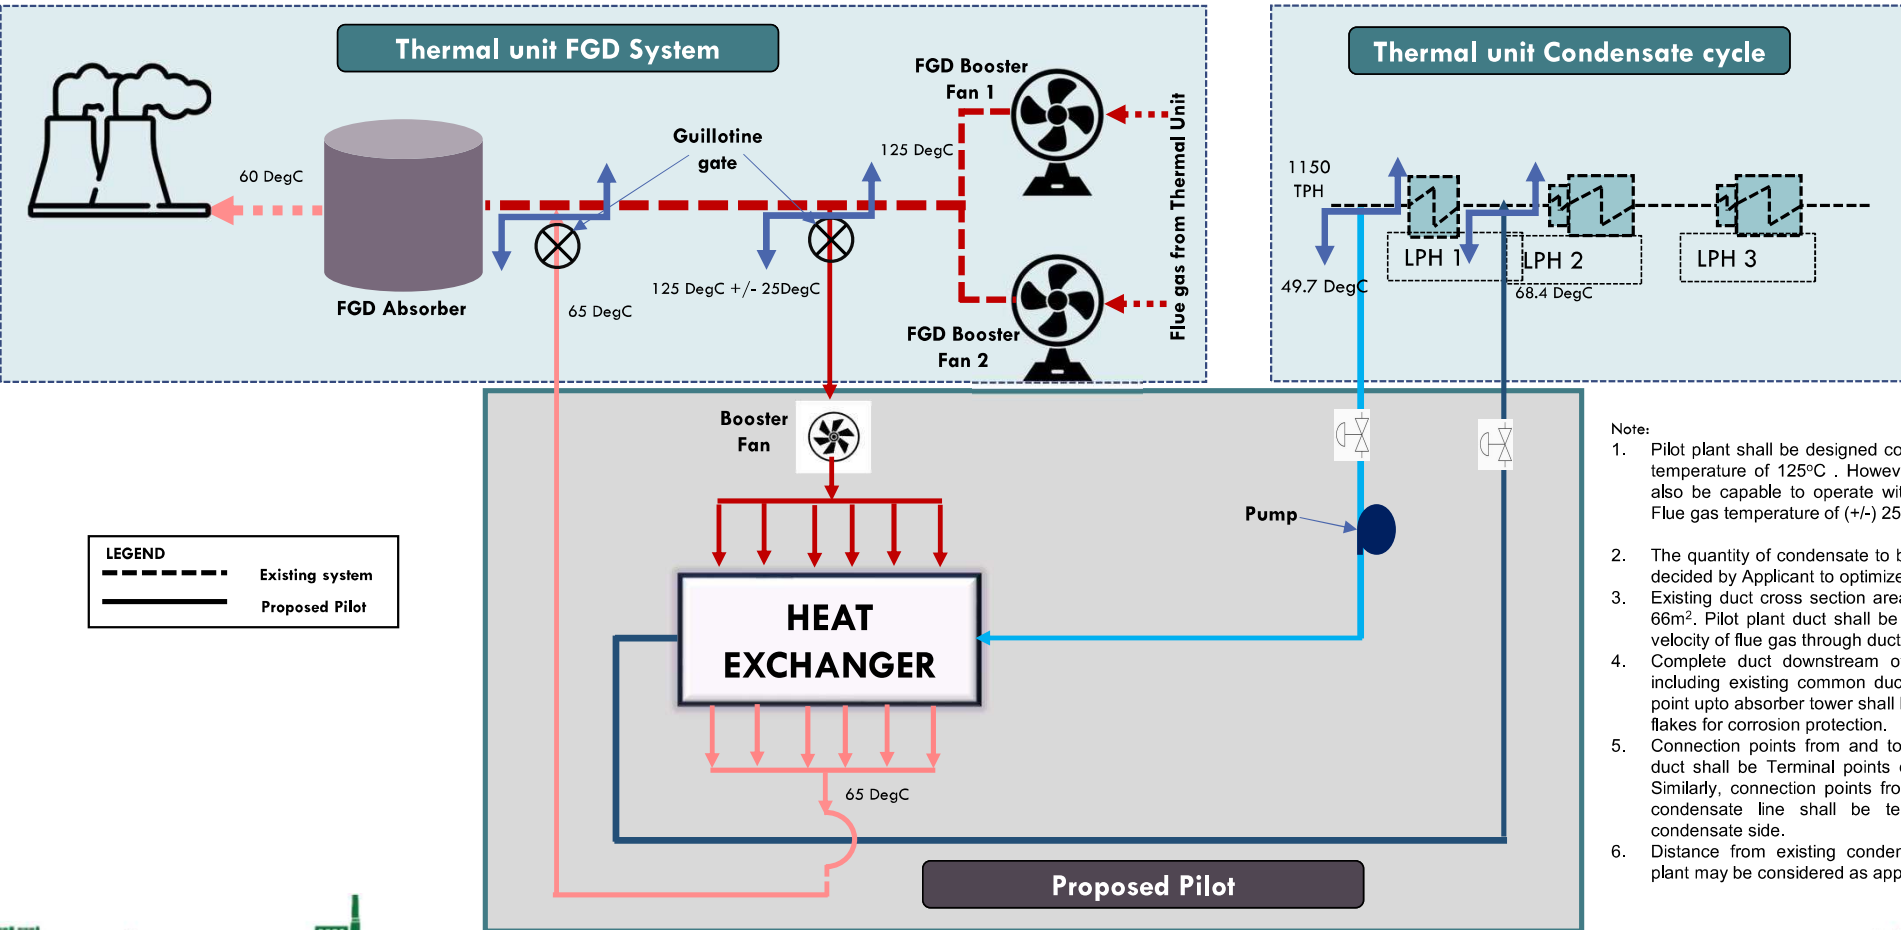 Thermal unit FGD System
FGD Booster
Fan 1
Guillotine
gate
125 DegC
60 DegC
Flue gas from Thermal Unit
125 DegC +/- 25DegC
65 DegC
FGD Absorber
FGD Booster
Fan 2
Thermal unit Condensate cycle
1150
TPH
LPH 1
LPH 2
LPH 3
49.7 DegC
68.4 DegC
Booster
Fan
Pump
HEAT
EXCHANGER
65 DegC
Proposed Pilot
LEGEND
Existing system
Proposed Pilot
Note:
1. Pilot plant shall be designed co
temperature of 125°C . Howev
also be capable to operate wit
Flue gas temperature of (+/-) 25
2. The quantity of condensate to b
decided by Applicant to optimize
3. Existing duct cross section area
66m². Pilot plant duct shall be
velocity of flue gas through duct
4. Complete duct downstream o
including existing common duc
point upto absorber tower shall
flakes for corrosion protection.
5. Connection points from and to
duct shall be Terminal points
Similarly, connection points fro
condensate line shall be te
condensate side.
6. Distance from existing conden
plant may be considered as app